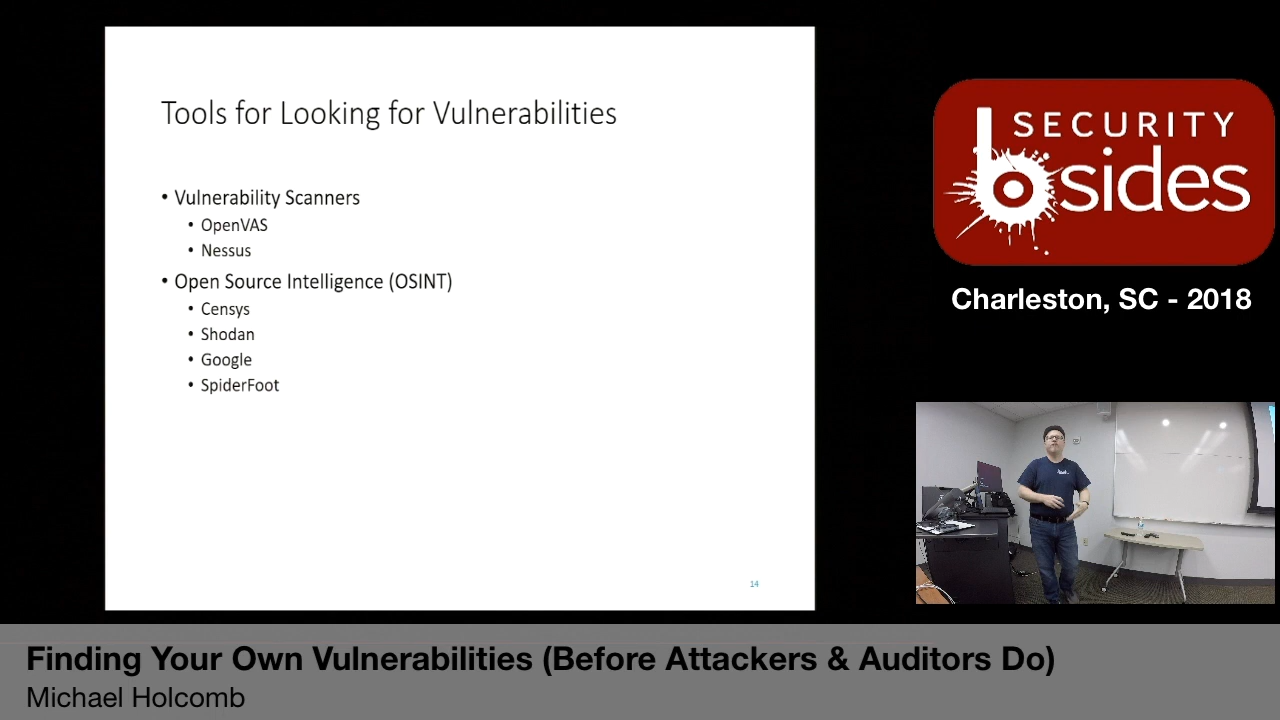 Tools for Looking for Vulnerabilities
• Vulnerability Scanners
• OpenVAS
• Nessus
• Open Source Intelligence (OSINT)
• Censys
• Shodan
• Google
• SpiderFoot
14
SECURITY
bsides
Charleston, SC - 2018
Finding Your Own Vulnerabilities (Before Attackers & Auditors Do)
Michael Holcomb